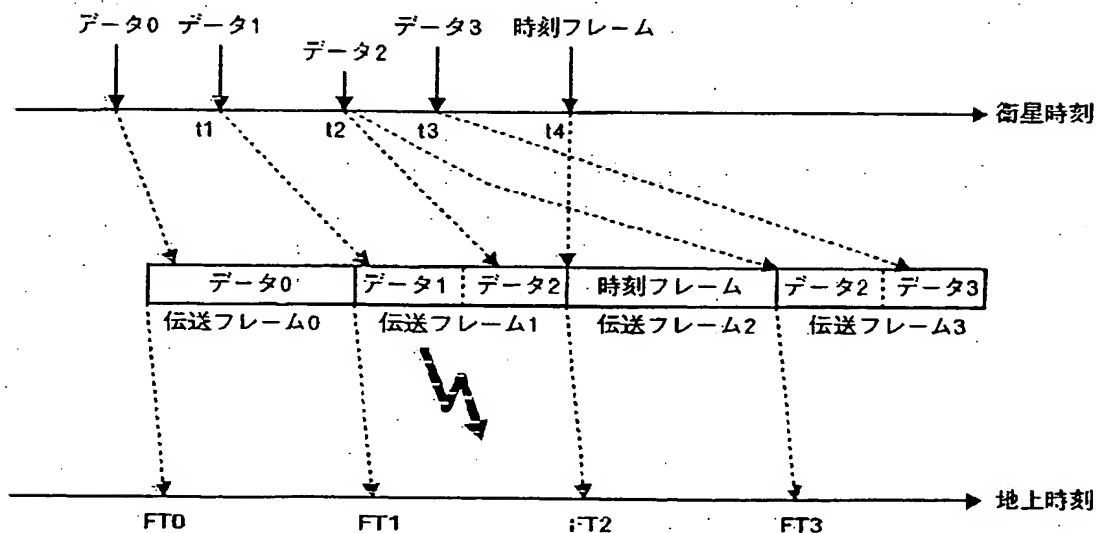 データ0 データ1 データ2 データ3 時刻フレーム
衛星時刻
t1 t2 t3 t4
データ0 データ1 データ2 時刻フレーム データ2 データ3
伝送フレーム0 伝送フレーム1 伝送フレーム2 伝送フレーム3
地上時刻
FT0 FT1 FT2 FT3